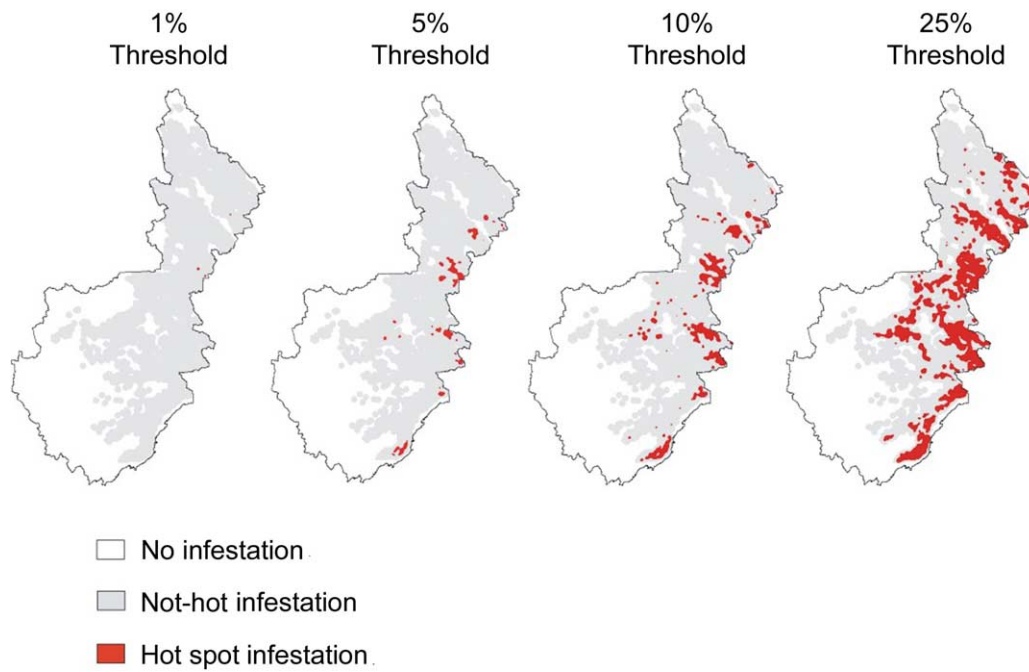 1%
Threshold
5%
Threshold
10%
Threshold
25%
Threshold
No infestation
Not-hot infestation
Hot spot infestation